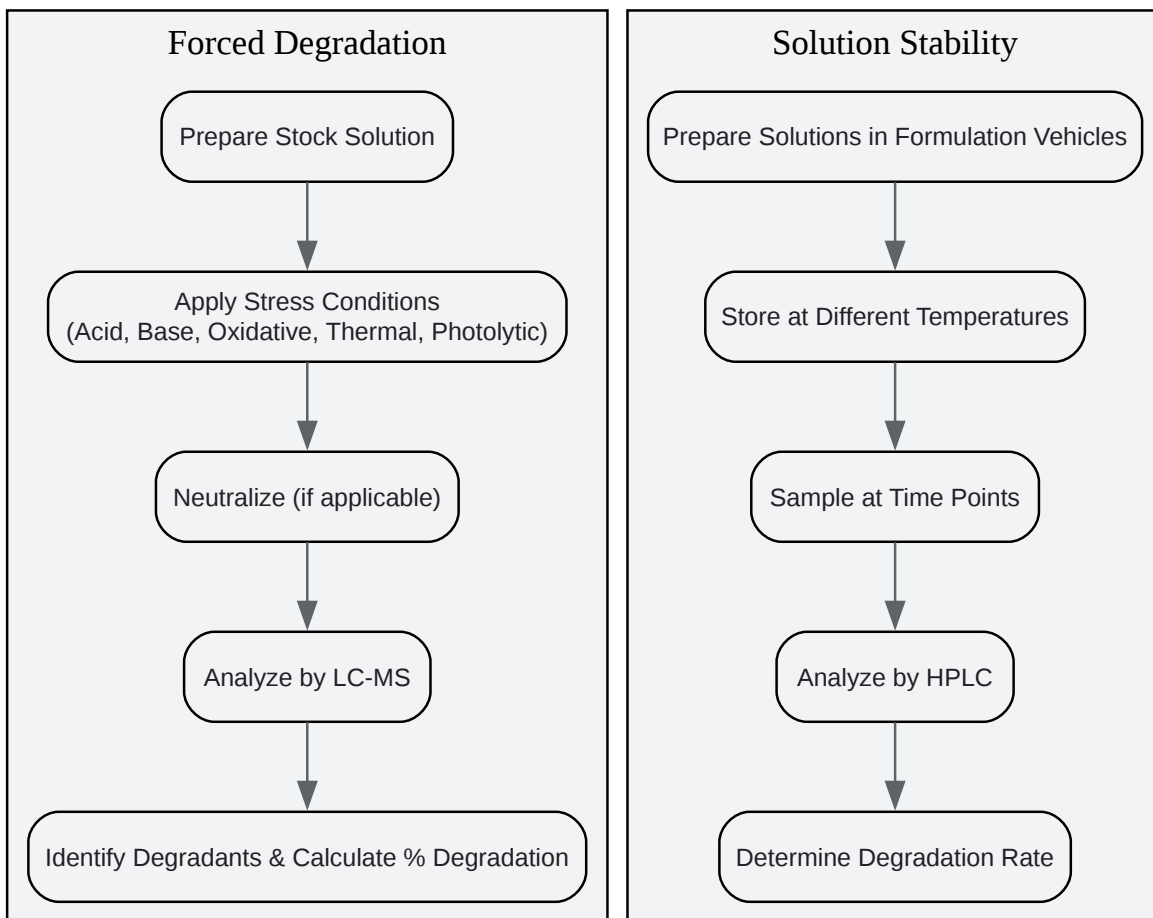 Forced Degradation
Prepare Stock Solution
Apply Stress Conditions
(Acid, Base, Oxidative, Thermal, Photolytic)
Neutralize (if applicable)
Analyze by LC-MS
Identify Degradants & Calculate % Degradation
Solution Stability
Prepare Solutions in Formulation Vehicles
Store at Different Temperatures
Sample at Time Points
Analyze by HPLC
Determine Degradation Rate